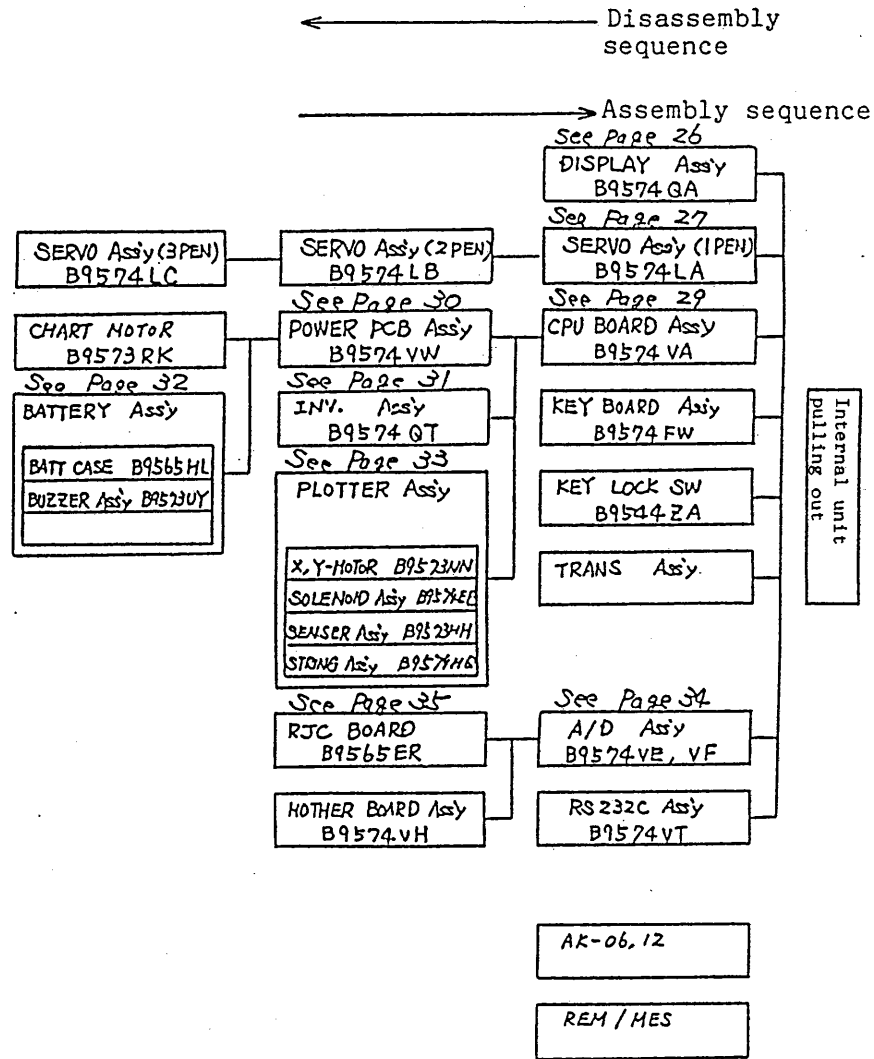 Disassembly
sequence
Assembly sequence
See Page 26
DISPLAY Ass'y
B9574QA
See Page 27
SERVO Ass'y (3PEN)
B9574LC
SERVO Ass'y (2PEN)
B9574LB
SERVO Ass'y (1PEN)
B9574LA
See Page 30
See Page 29
CHART MOTOR
B9573RK
POWER PCB Ass'y
B9574VW
CPU BOARD Ass'y
B9574VA
See Page 32
BATTERY Ass'y
BATT CASE B9565HL
BUZZER Ass'y B9573UY
See Page 31
INV. Ass'y
B9574QT
KEY BOARD Ass'y
B9574FW
See Page 33
PLOTTER Ass'y
X,Y-MOTOR B9573NN
SOLENOID Ass'y
SENSER Ass'y
Ass'y
KEY LOCK SW
B9544ZA
TRANS Ass'y.
Internal unit
pulling out
See Page 35
RJC BOARD
B9565ER
See Page 34
A/D Ass'y
B9574VE, VF
MOTHER BOARD Ass'y
B9574VH
RS232C Ass'y
B9574VT
AK-06,12
REM / MES